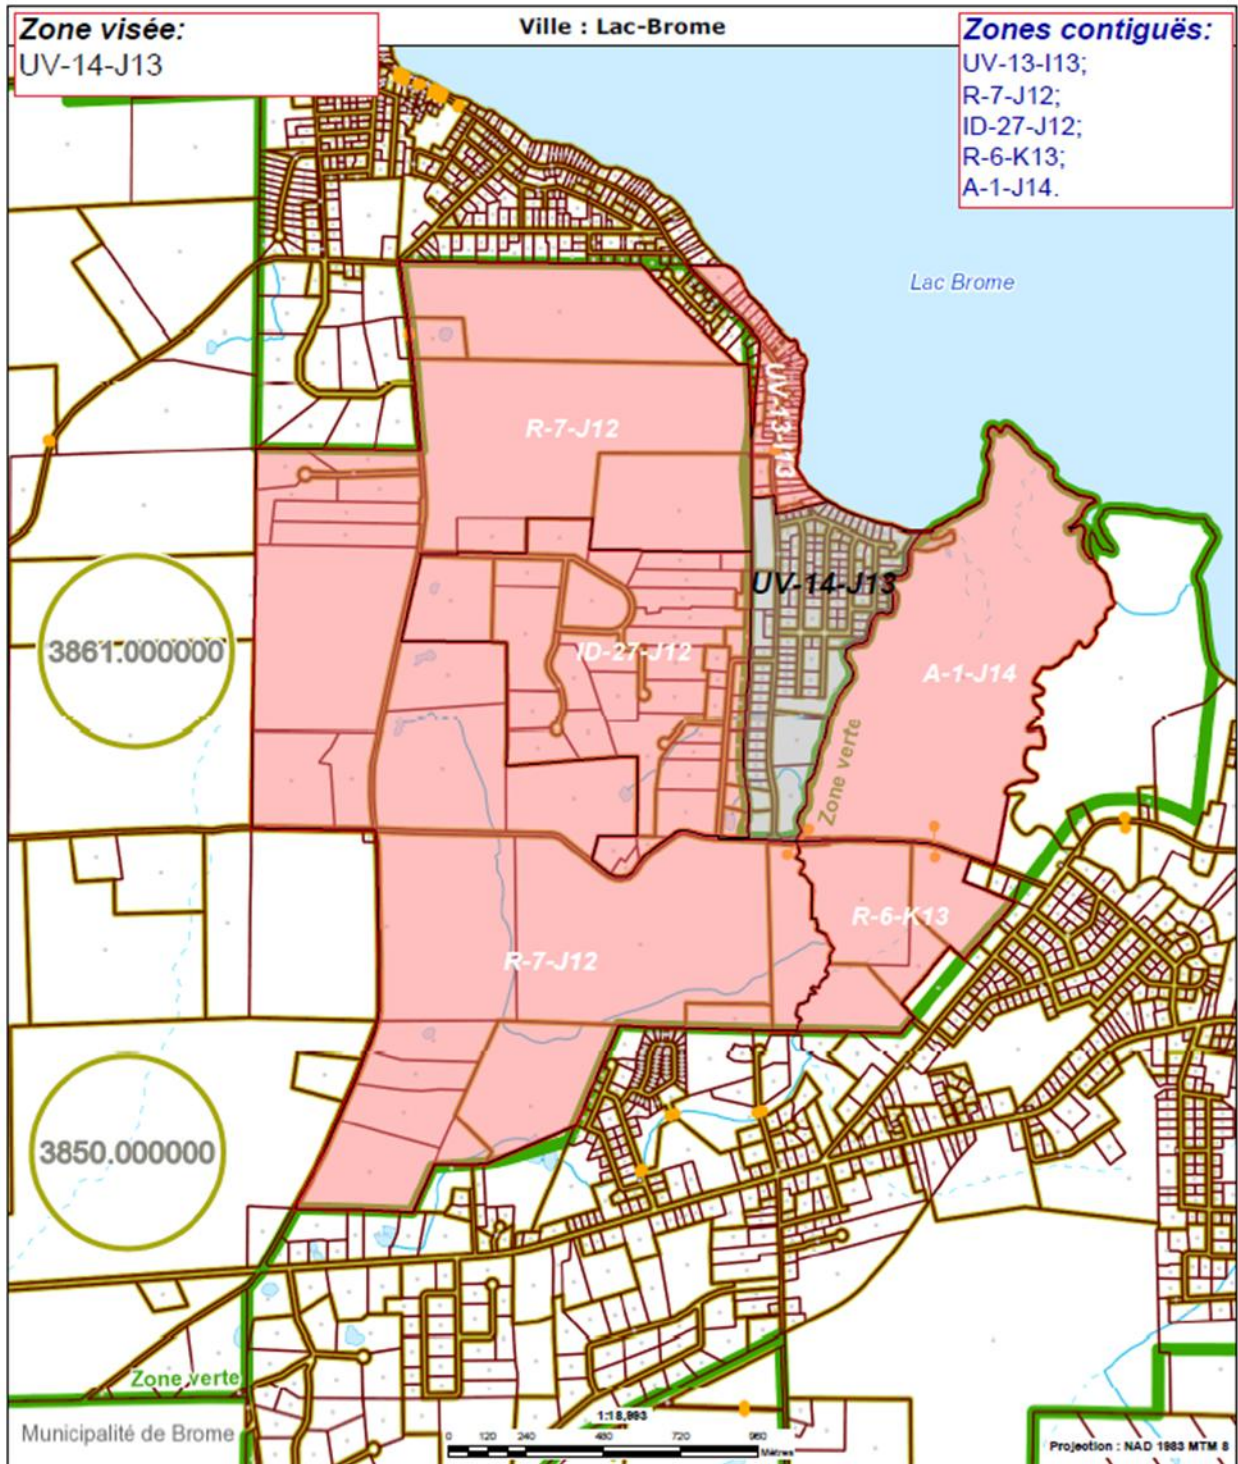 Zone visée:
UV-14-J13
Ville : Lac-Brome
Zones contiguës:
UV-13-I13;
R-7-J12;
ID-27-J12;
R-6-K13;
A-1-J14.
Lac Brome
R-7-J12
UV-13-I13
UV-14-J13
3861.000000
ID-27-J12
A-1-J14
Zone verte
R-6-K13
R-7-J12
3850.000000
Zone verte
Municipalité de Brome
1:18,993
0 120 240 480 720 960
Mètres
Projection : NAD 1983 MTM 8